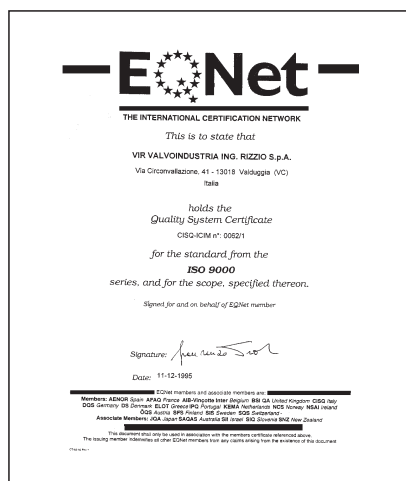 EQNet
THE INTERNATIONAL CERTIFICATION NETWORK
This is to state that
VIR VALVOINDUSTRIA ING. RIZZIO S.p.A.
Via Circonvallazione, 41 - 13018 Valduggia (VC)
Italia
holds the
Quality System Certificate
CISQ-ICIM n°: 0052/1
for the standard from the
ISO 9000
series, and for the scope, specified thereon.
Signed for and on behalf of EQNet member
Signature:
Date: 11-12-1995
EQNet members and associate members are:
Members: AENOR Spain AFAQ France AIB-Vinçotte Inter Belgium BSI QA United Kingdom CISQ Italy
DQS Germany DS Denmark ELOT Greece IPQ Portugal KEMA Netherlands NCS Norway NSAI Ireland
ÖQS Austria SFS Finland SIS Sweden SQS Switzerland -
Associate Members: JQA Japan SAQAS Australia SII Israel SIQ Slovenia SNZ New Zealand
This document shall only be used in association with the members certificate referenced above.
The issuing member indemnifies all other EQNet members from any claims arising from the existence of this document